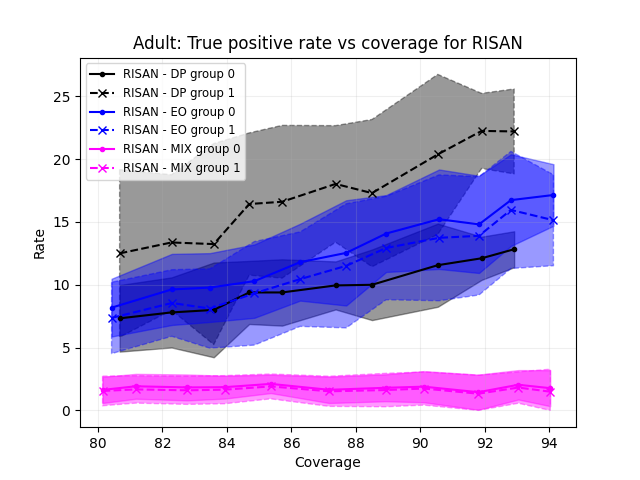 Adult: True positive rate vs coverage for RISAN
RISAN - DP group 0
RISAN - DP group 1
RISAN - EO group 0
RISAN - EO group 1
RISAN - MIX group 0
RISAN - MIX group 1
Rate
25
20
15
10
5
0
80 82 84 86 88 90 92 94
Coverage